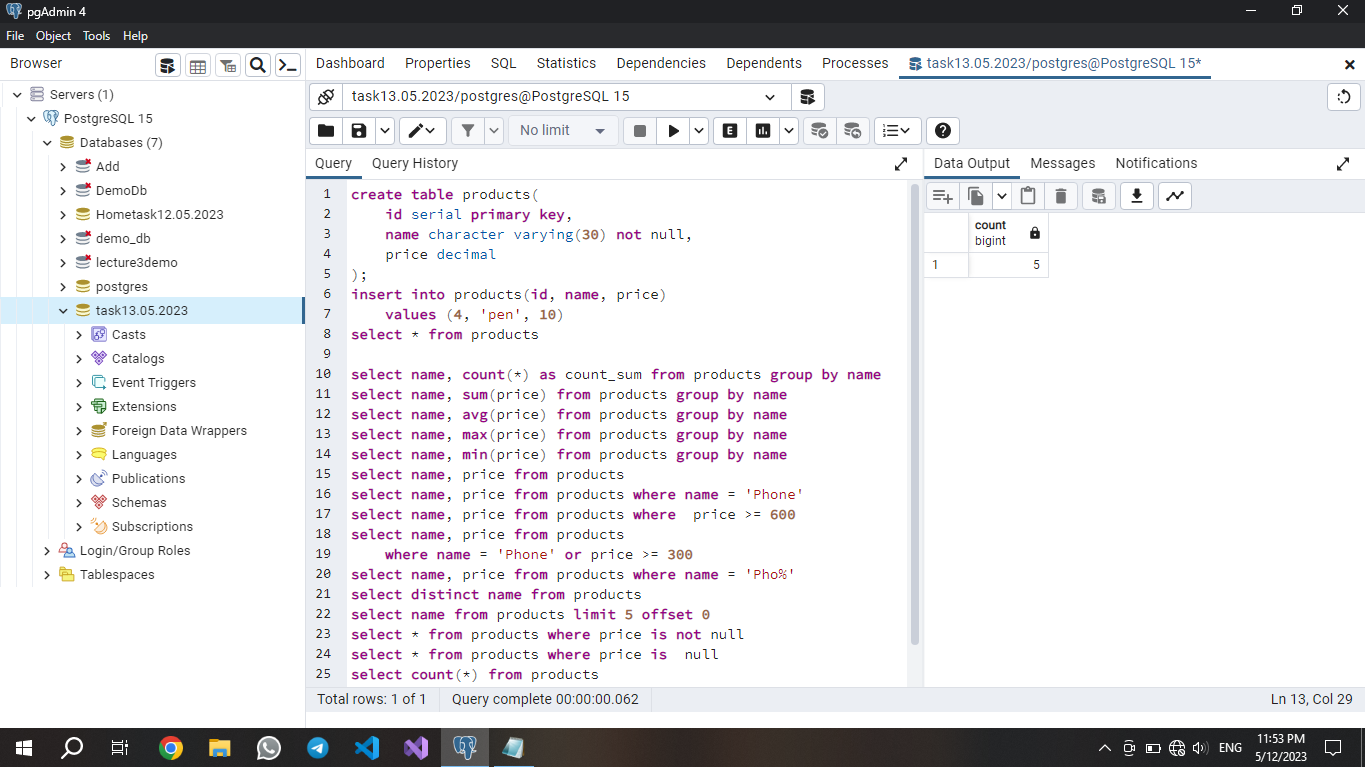 pgAdmin 4
File Object Tools Help
Browser
Dashboard Properties SQL Statistics Dependencies Dependents Processes task13.05.2023/postgres@PostgreSQL 15*
Servers (1)
PostgreSQL 15
Databases (7)
Add
DemoDb
Hometask12.05.2023
demo_db
lecture3demo
postgres
task13.05.2023
Casts
Catalogs
Event Triggers
Extensions
Foreign Data Wrappers
Languages
Publications
Schemas
Subscriptions
Login/Group Roles
Tablespaces
task13.05.2023/postgres@PostgreSQL 15
No limit
E
Query Query History
1 create table products(
2 id serial primary key,
3 name character varying(30) not null,
4 price decimal
5 );
6 insert into products(id, name, price)
7 values (4, 'pen', 10)
8 select * from products
9
10 select name, count(*) as count_sum from products group by name
11 select name, sum(price) from products group by name
12 select name, avg(price) from products group by name
13 select name, max(price) from products group by name
14 select name, min(price) from products group by name
15 select name, price from products
16 select name, price from products where name = 'Phone'
17 select name, price from products where  price >= 600
18 select name, price from products
19 where name = 'Phone' or price >= 300
20 select name, price from products where name = 'Pho%'
21 select distinct name from products
22 select name from products limit 5 offset 0
23 select * from products where price is not null
24 select * from products where price is  null
25 select count(*) from products
Data Output Messages Notifications
count
bigint
1 5
Total rows: 1 of 1 Query complete 00:00:00.062 Ln 13, Col 29
ENG
11:53 PM
5/12/2023